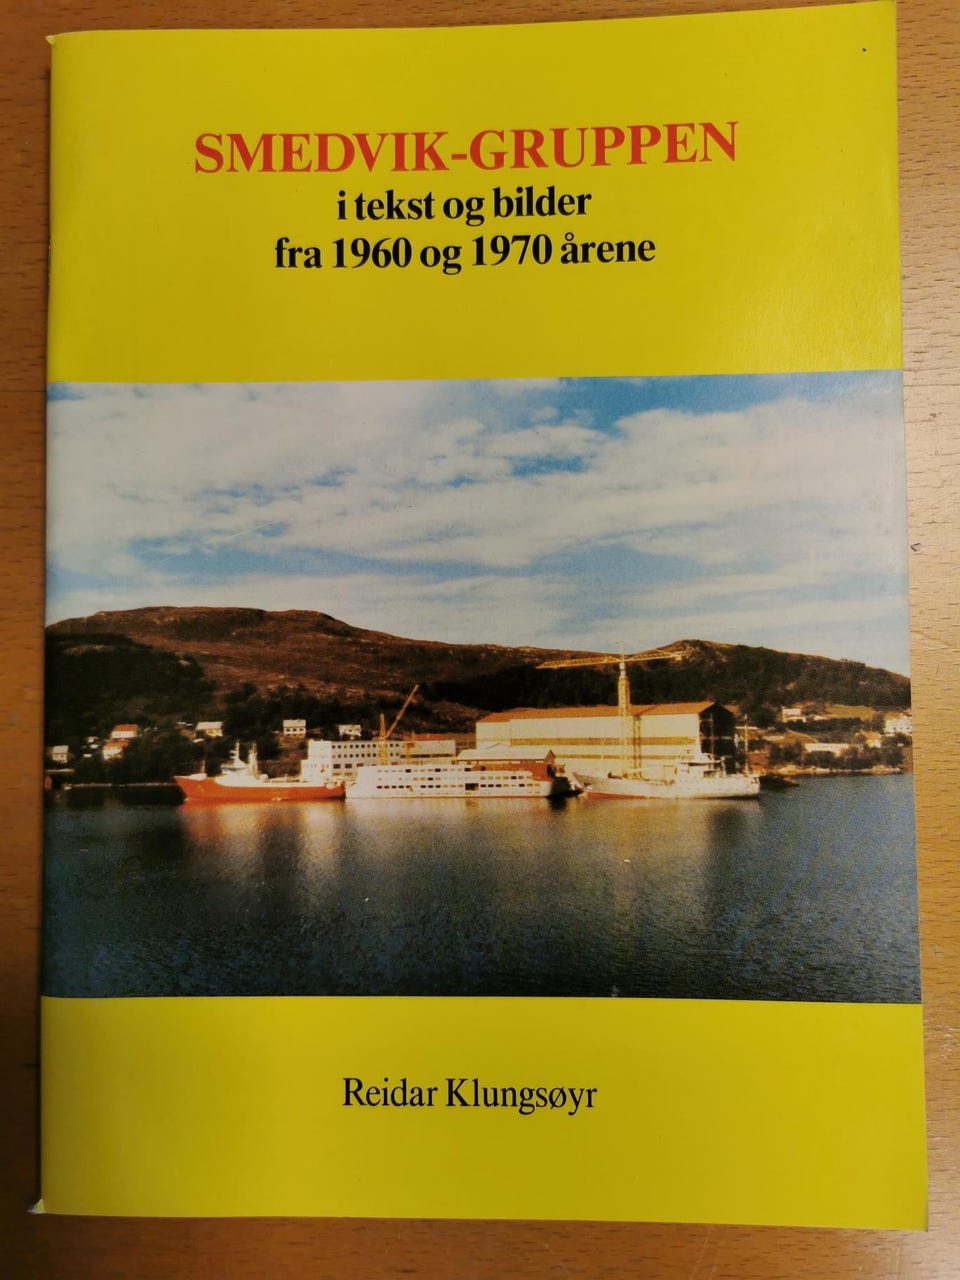 SMEDVIK-GRUPPEN
i tekst og bilder
fra 1960 og 1970 årene
Reidar Klungsøyr